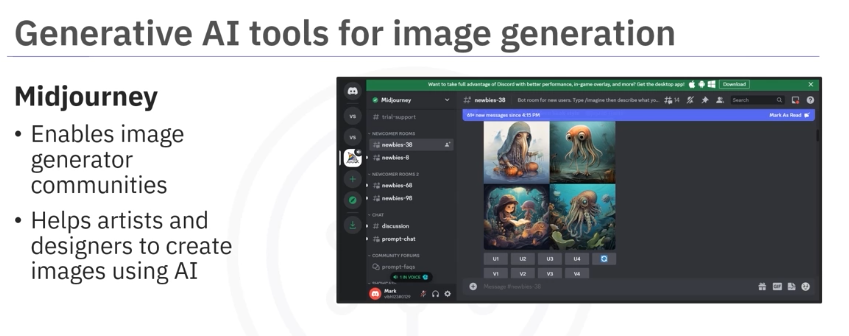 Generative AI tools for image generation
Midjourney
• Enables image
generator
communities
• Helps artists and
designers to create
images using AI
Want to take full advantage of Discord with better performance, in-game overlay, and more? Get the desktop app! Download
Midjourney
# newbies-38 Bot room for new users. Type /imagine then describe what yo... 14 Search
69+ new messages since 4:15 PM Mark As Read
trial-support
NEWCOMER ROOMS
newbies-38
newbies-8
NEWCOMER ROOMS 2
newbies-68
newbies-98
CHAT
discussion
prompt-chat
COMMUNITY FORUMS
prompt-faqs
1 IN VOICE
VS
VS
U1 U2 U3 U4
V1 V2 V3 V4
Mark
Message #newbies-38
GIF